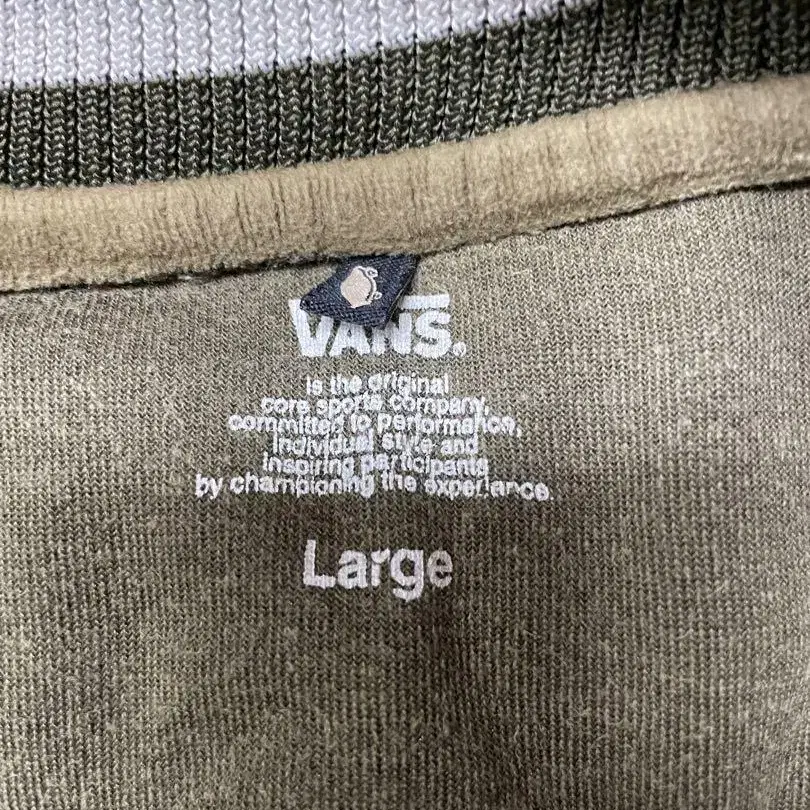 VANS®
is the original
core sports company,
committed to performance,
individual style and
inspiring participants
by championing the experience.
Large